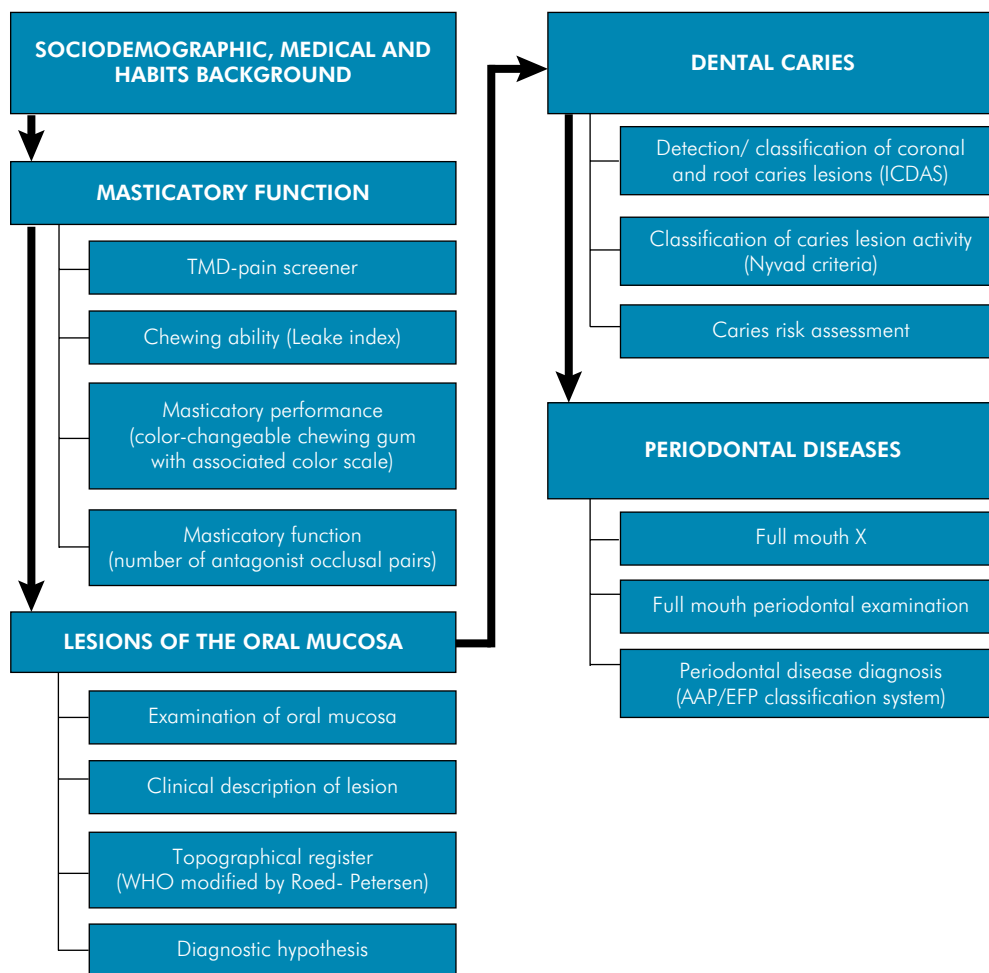 SOCIODEMOGRAPHIC, MEDICAL AND
HABITS BACKGROUND
MASTICATORY FUNCTION
TMD-pain screener
Chewing ability (Leake index)
Masticatory performance
(color-changeable chewing gum
with associated color scale)
Masticatory function
(number of antagonist occlusal pairs)
LESIONS OF THE ORAL MUCOSA
Examination of oral mucosa
Clinical description of lesion
Topographical register
(WHO modified by Roed- Petersen)
Diagnostic hypothesis
DENTAL CARIES
Detection/ classification of coronal
and root caries lesions (ICDAS)
Classification of caries lesion activity
(Nyvad criteria)
Caries risk assessment
PERIODONTAL DISEASES
Full mouth X
Full mouth periodontal examination
Periodontal disease diagnosis
(AAP/EFP classification system)